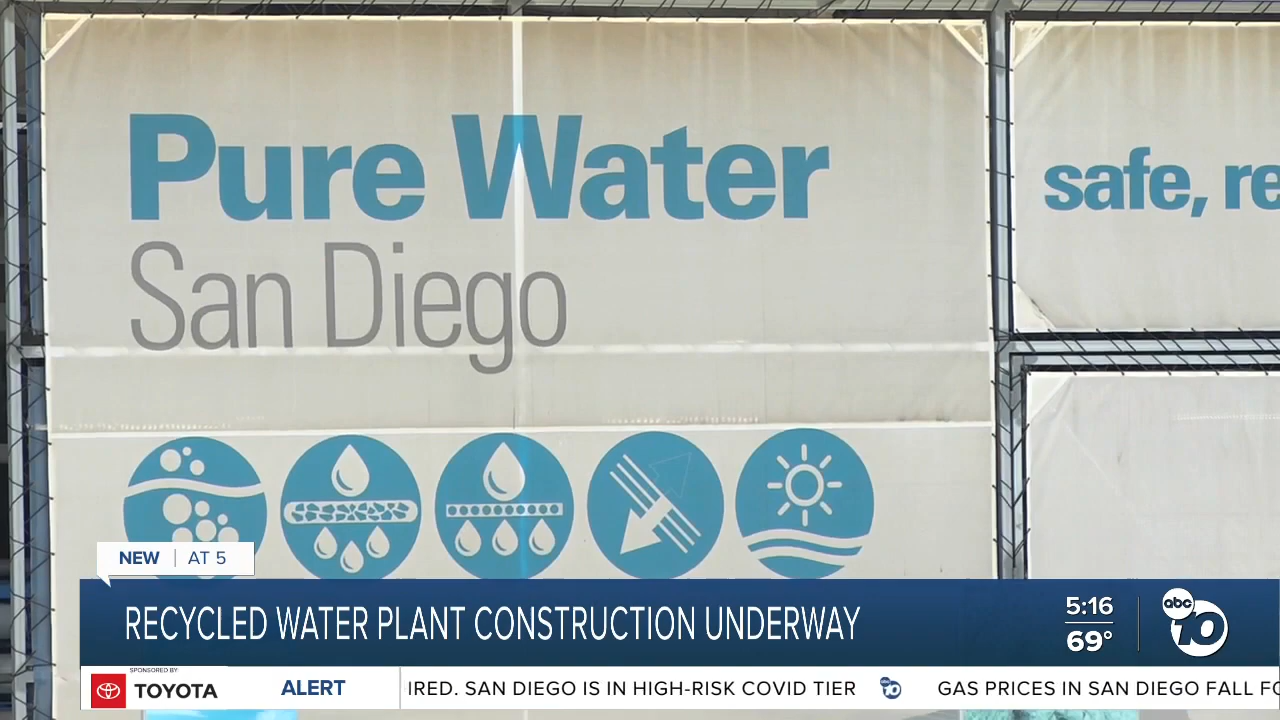 Pure Water
San Diego
safe, re
NEW | AT 5
RECYCLED WATER PLANT CONSTRUCTION UNDERWAY
5:16
69°
abc 10
SPONSORED BY:
TOYOTA
ALERT
IRED. SAN DIEGO IS IN HIGH-RISK COVID TIER
abc 10
GAS PRICES IN SAN DIEGO FALL FO